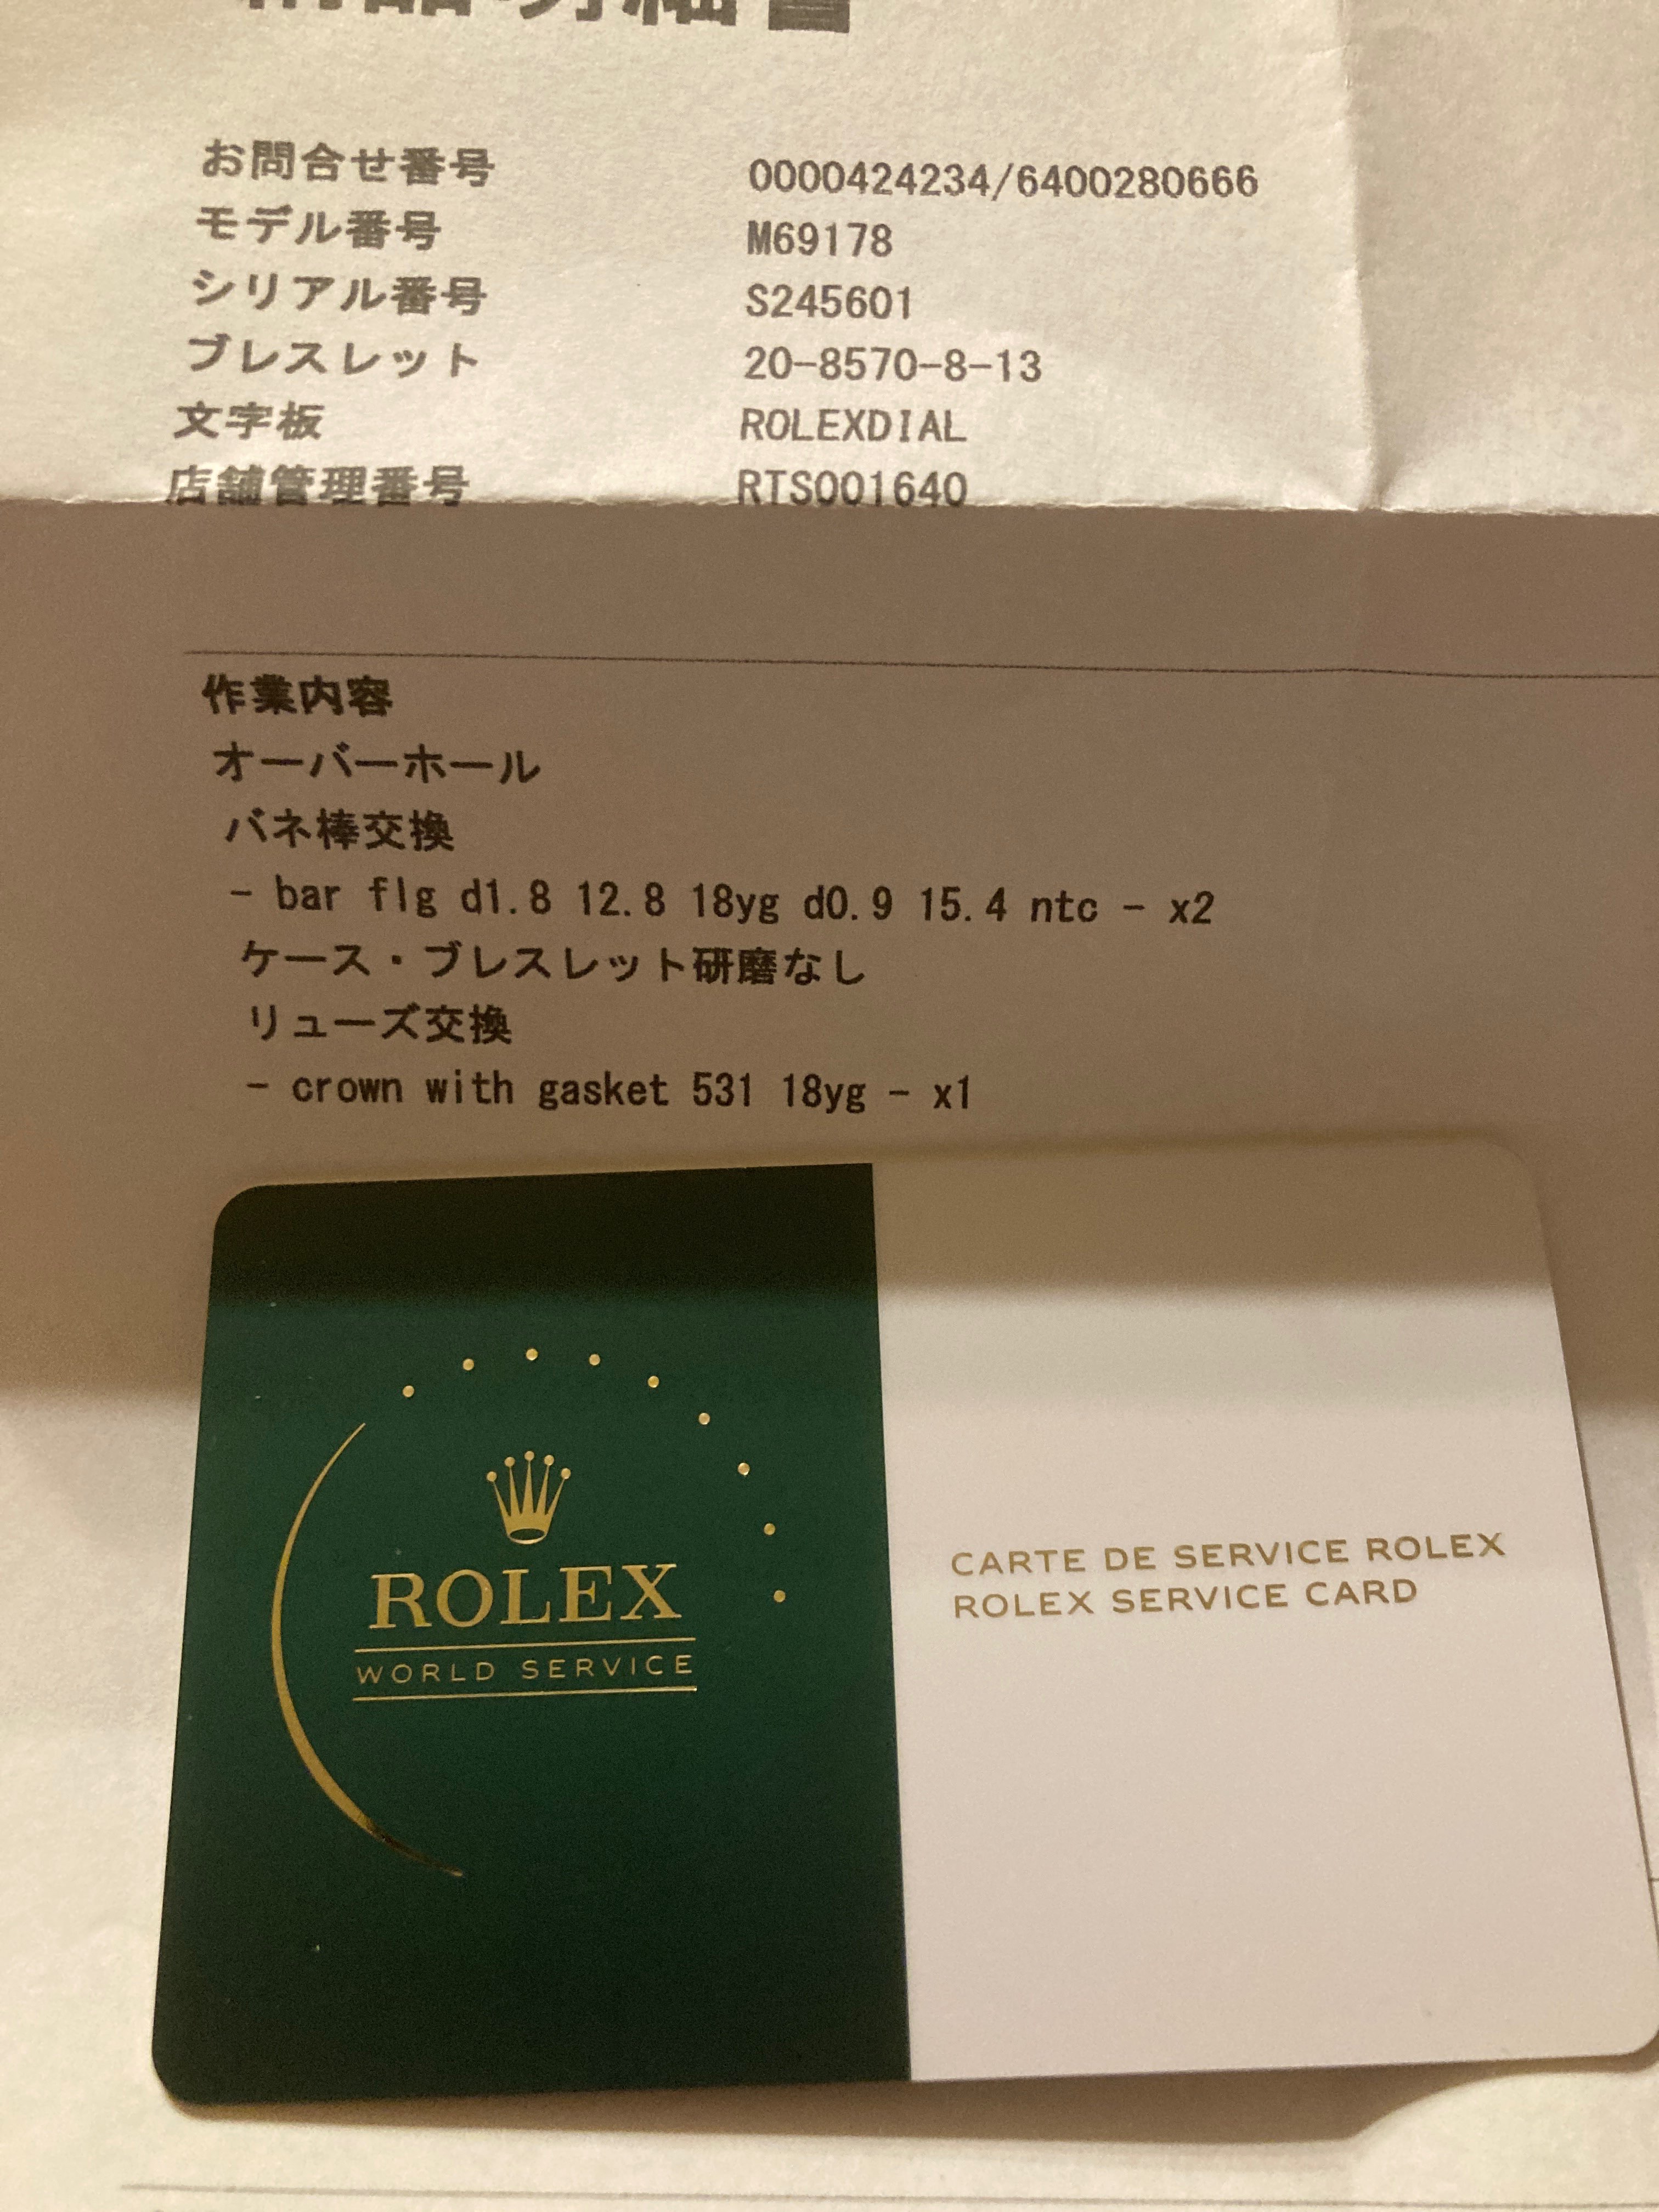 お問合せ番号 0000424234/6400280666
モデル番号 M69178
シリアル番号 S245601
ブレスレット 20-8570-8-13
文字板 ROLEXDIAL
店舗管理番号 RTS001640
作業内容
オーバーホール
バネ棒交換
- bar flg d1.8 12.8 18yg d0.9 15.4 ntc - x2
ケース・ブレスレット研磨なし
リューズ交換
- crown with gasket 531 18yg - x1
ROLEX
WORLD SERVICE
CARTE DE SERVICE ROLEX
ROLEX SERVICE CARD